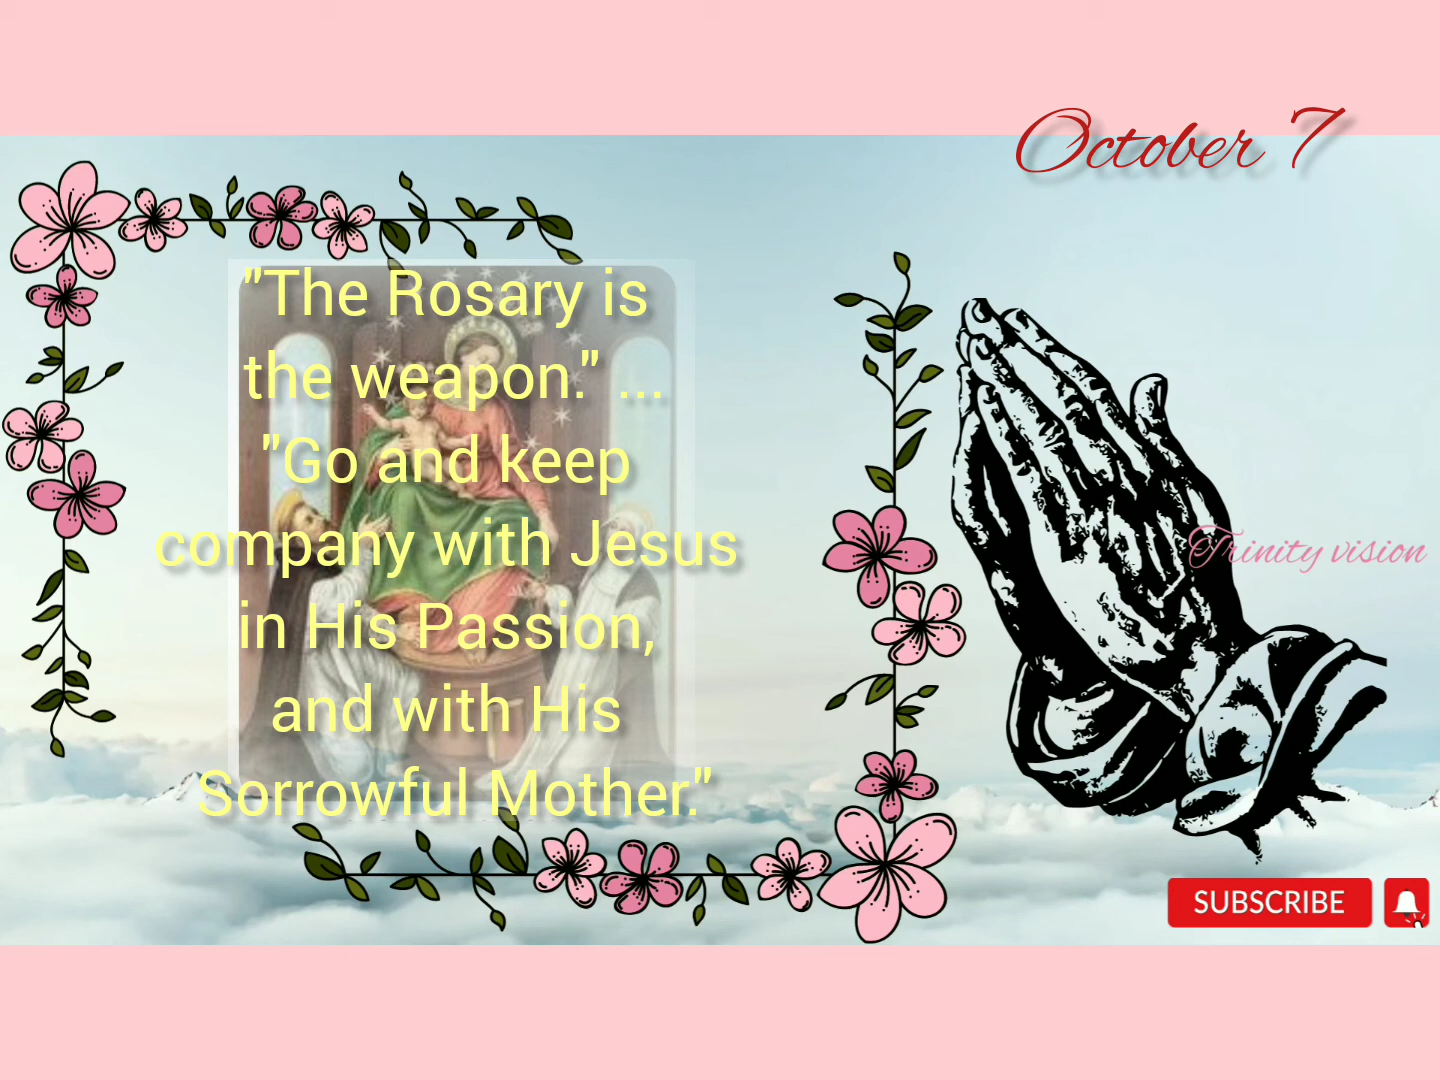 October 7
"The Rosary is
the weapon." ...
"Go and keep
company with Jesus
in His Passion,
and with His
Sorrowful Mother."
Trinity vision
SUBSCRIBE